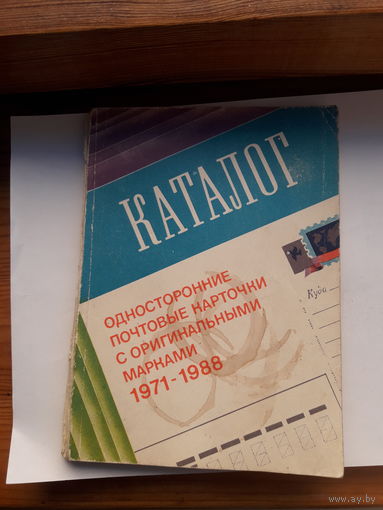 КАТАЛОГ
ОДНОСТОРОННИЕ
ПОЧТОВЫЕ КАРТОЧКИ
С ОРИГИНАЛЬНЫМИ
МАРКАМИ
1971-1988
Куда
www.ay.by